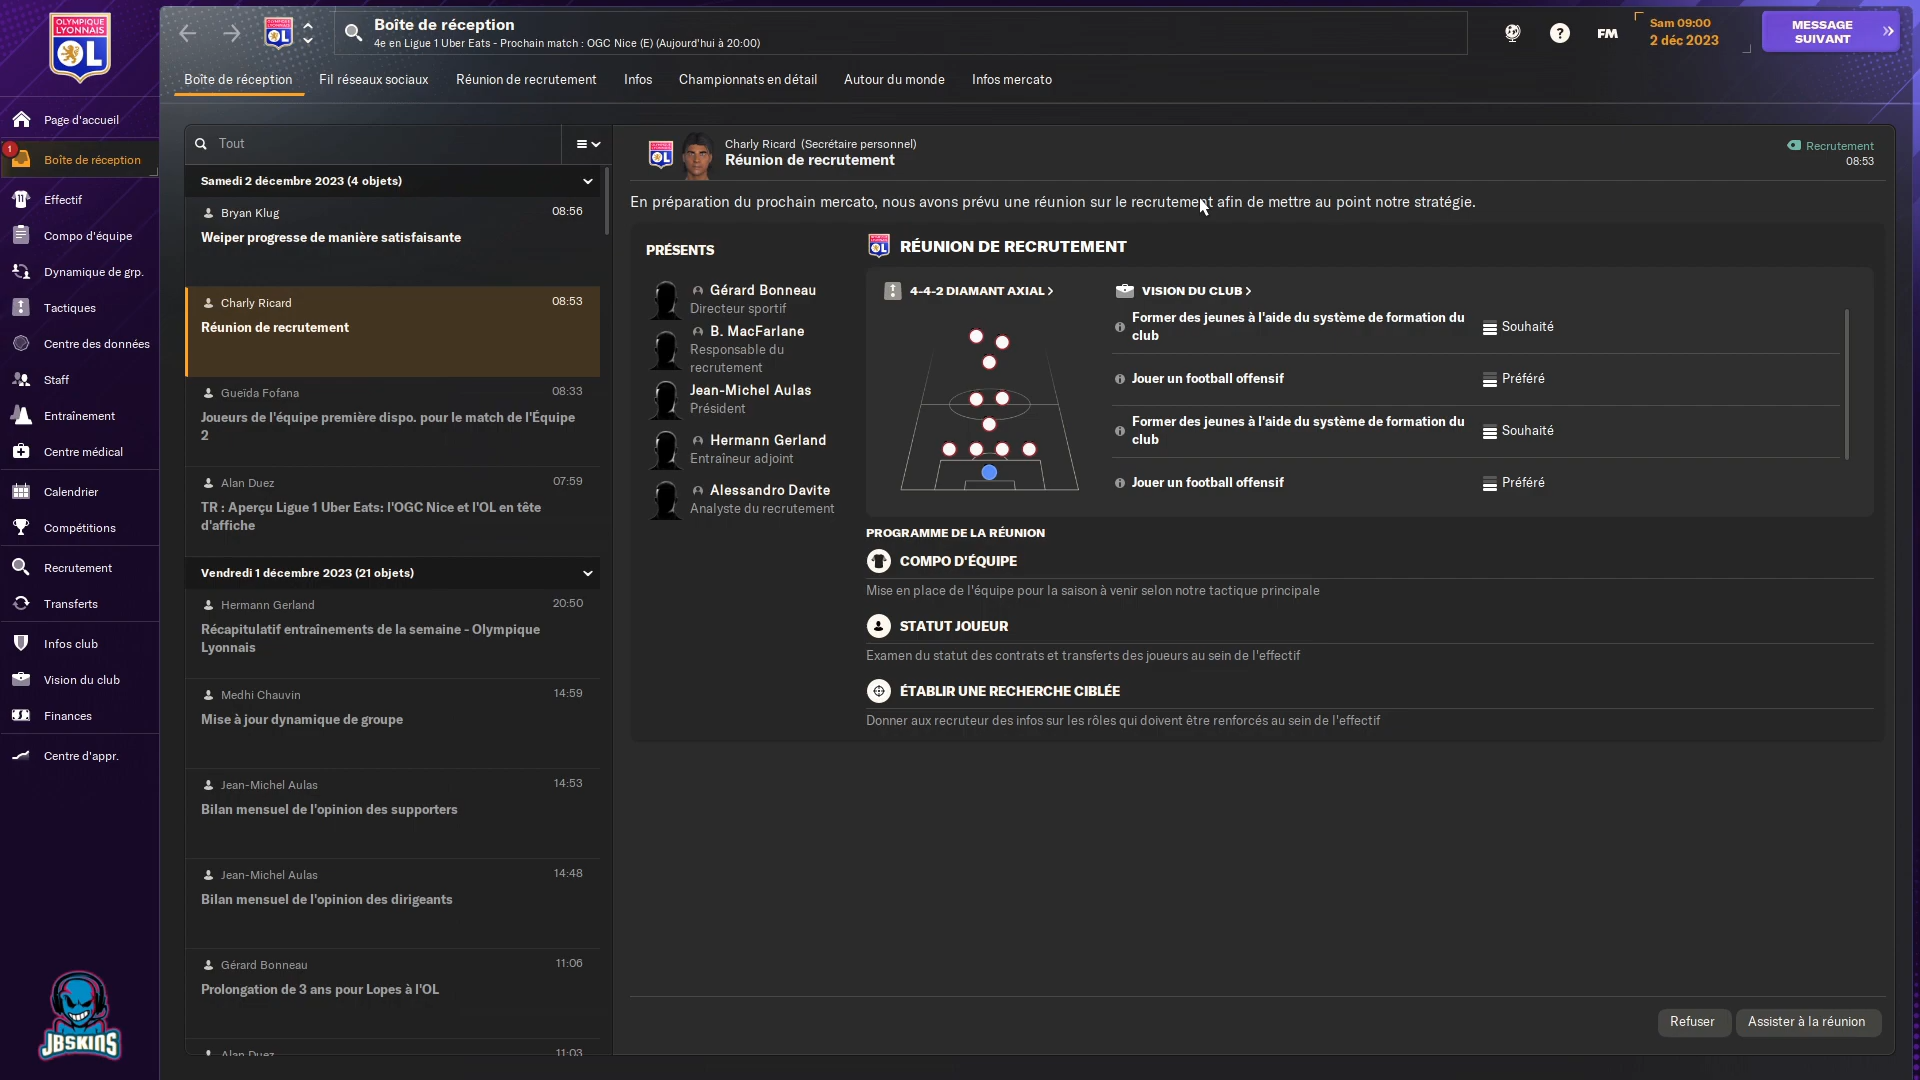 OLYMPIQUE
LYONNAIS
OL
Boîte de réception
4e en Ligue 1 Uber Eats - Prochain match : OGC Nice (E) (Aujourd'hui à 20:00)
FM
Sam 09:00
2 déc 2023
MESSAGE
SUIVANT
Boîte de réception
Fil réseaux sociaux
Réunion de recrutement
Infos
Championnats en détail
Autour du monde
Infos mercato
Page d'accueil
1
Boîte de réception
Effectif
Compo d'équipe
Dynamique de grp.
Tactiques
Centre des données
Staff
Entraînement
Centre médical
Calendrier
Compétitions
Recrutement
Transferts
Infos club
Vision du club
Finances
Centre d'appr.
JBSKINS
Tout
Samedi 2 décembre 2023 (4 objets)
Bryan Klug 08:56
Weiper progresse de manière satisfaisante
Charly Ricard 08:53
Réunion de recrutement
Gueïda Fofana 08:33
Joueurs de l'équipe première dispo. pour le match de l'Équipe
2
Alan Duez 07:59
TR : Aperçu Ligue 1 Uber Eats: l'OGC Nice et l'OL en tête
d'affiche
Vendredi 1 décembre 2023 (21 objets)
Hermann Gerland 20:50
Récapitulatif entraînements de la semaine - Olympique
Lyonnais
Medhi Chauvin 14:59
Mise à jour dynamique de groupe
Jean-Michel Aulas 14:53
Bilan mensuel de l'opinion des supporters
Jean-Michel Aulas 14:48
Bilan mensuel de l'opinion des dirigeants
Gérard Bonneau 11:06
Prolongation de 3 ans pour Lopes à l'OL
Alan Duez 11:03
Charly Ricard (Secrétaire personnel)
Réunion de recrutement
Recrutement
08:53
En préparation du prochain mercato, nous avons prévu une réunion sur le recrutement afin de mettre au point notre stratégie.
PRÉSENTS
Gérard Bonneau
Directeur sportif
B. MacFarlane
Responsable du
recrutement
Jean-Michel Aulas
Président
Hermann Gerland
Entraîneur adjoint
Alessandro Davite
Analyste du recrutement
RÉUNION DE RECRUTEMENT
4-4-2 DIAMANT AXIAL >
VISION DU CLUB >
Former des jeunes à l'aide du système de formation du
club
Souhaité
Jouer un football offensif
Préféré
Former des jeunes à l'aide du système de formation du
club
Souhaité
Jouer un football offensif
Préféré
PROGRAMME DE LA RÉUNION
COMPO D'ÉQUIPE
Mise en place de l'équipe pour la saison à venir selon notre tactique principale
STATUT JOUEUR
Examen du statut des contrats et transferts des joueurs au sein de l'effectif
ÉTABLIR UNE RECHERCHE CIBLÉE
Donner aux recruteur des infos sur les rôles qui doivent être renforcés au sein de l'effectif
Refuser
Assister à la réunion